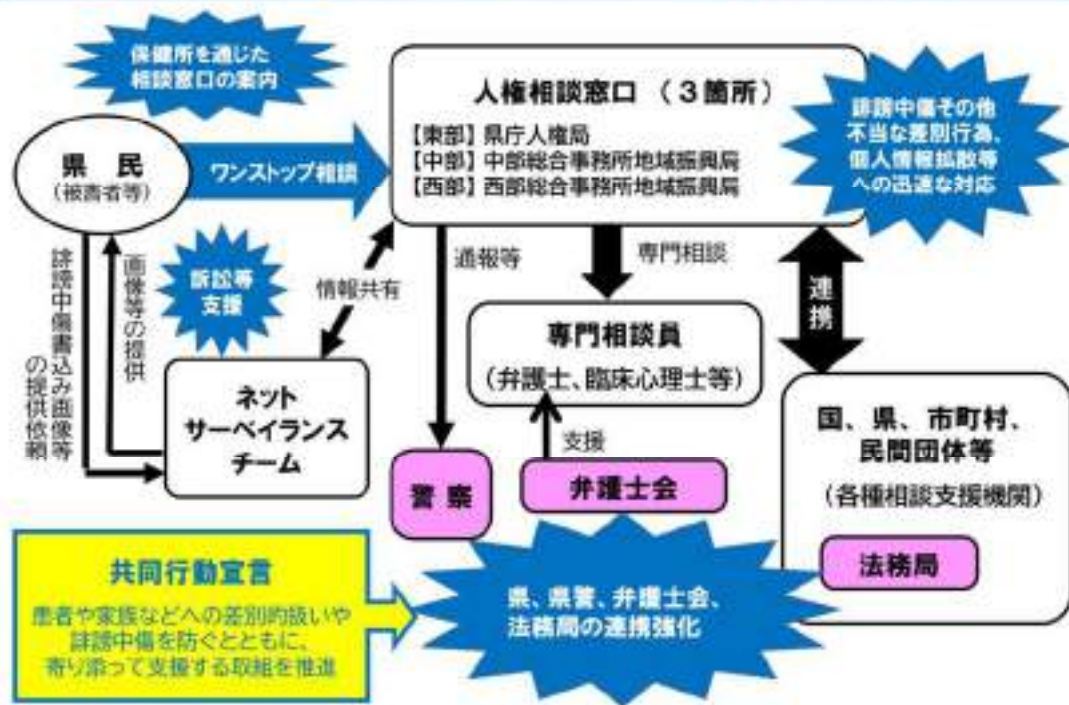 保健所を通じた
相談窓口の案内
人権相談窓口 （３箇所）
【東部】県庁人権局
【中部】中部総合事務所地域振興局
【西部】西部総合事務所地域振興局
誹謗中傷その他
不当な差別行為、
個人情報拡散等
への迅速な対応
県 民
（被害者等）
ワンストップ相談
誹謗中傷書込み画像等
の提供依頼
画像等の提供
訴訟等
支援
情報共有
通報等
専門相談
連携
専門相談員
（弁護士、臨床心理士等）
ネット
サーベイランス
チーム
支援
警 察
弁護士会
国、県、市町村、
民間団体等
（各種相談支援機関）
法務局
共同行動宣言
患者や家族などへの差別的扱いや
誹謗中傷を防ぐとともに、
寄り添って支援する取組を推進
県、県警、弁護士会、
法務局の連携強化